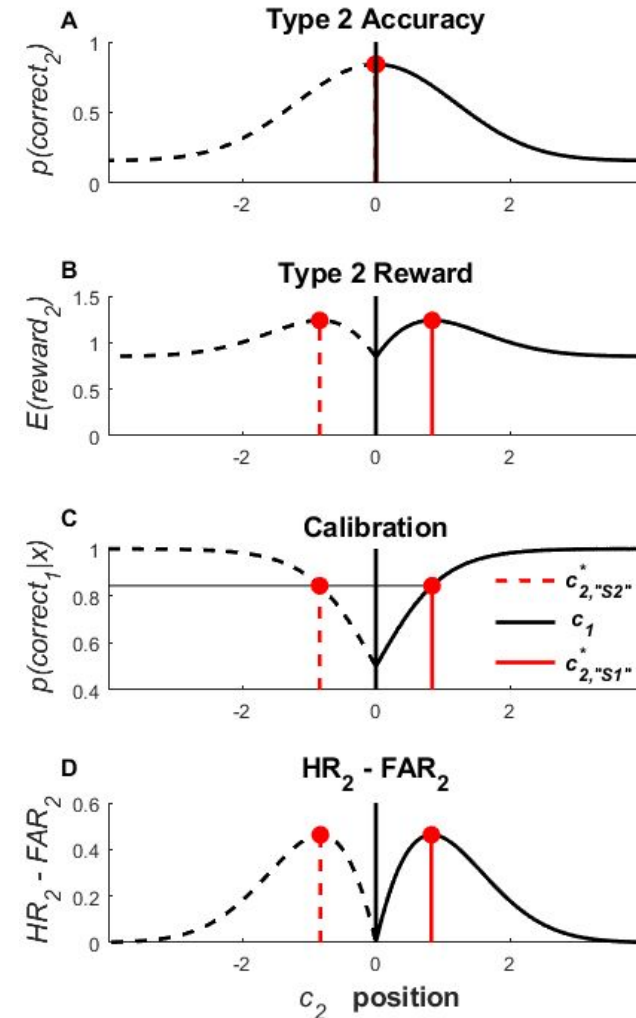 A
Type 2 Accuracy
p(correct₂)
1
0.5
0
-2 0 2
B
Type 2 Reward
E(reward₂)
1.5
1
0.5
0
-2 0 2
C
Calibration
p(correct₁|x)
1
0.8
0.6
0.4
c*₂,"S2"
c₁
c*₂,"S1"
-2 0 2
D
HR₂ - FAR₂
HR₂ - FAR₂
0.6
0.4
0.2
0
-2 0 2
c₂ position